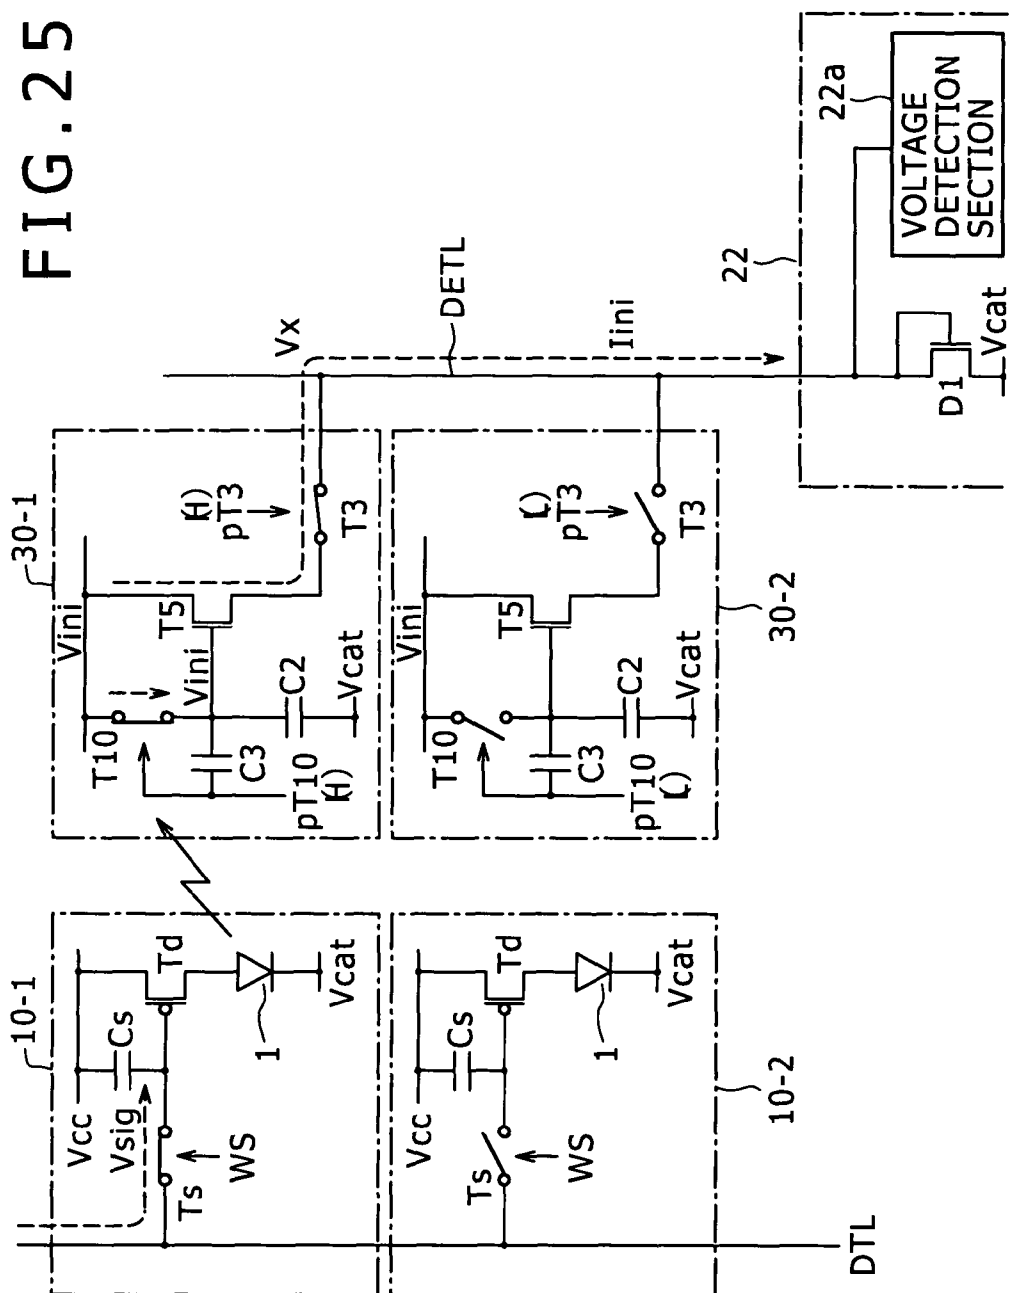 FIG.25
10-1
Vcc
Vsig
Cs
Td
Ts
WS
1
Vcat
10-2
Vcc
Cs
Td
Ts
WS
1
Vcat
DTL
30-1
Vini
T10
Vini
T5
C3
C2
Vcat
pT10
(H)
(H)
pT3
T3
30-2
Vini
T10
T5
C3
C2
Vcat
pT10
(L)
(L)
pT3
T3
Vx
DETL
Iini
22
22a
VOLTAGE
DETECTION
SECTION
D1
Vcat